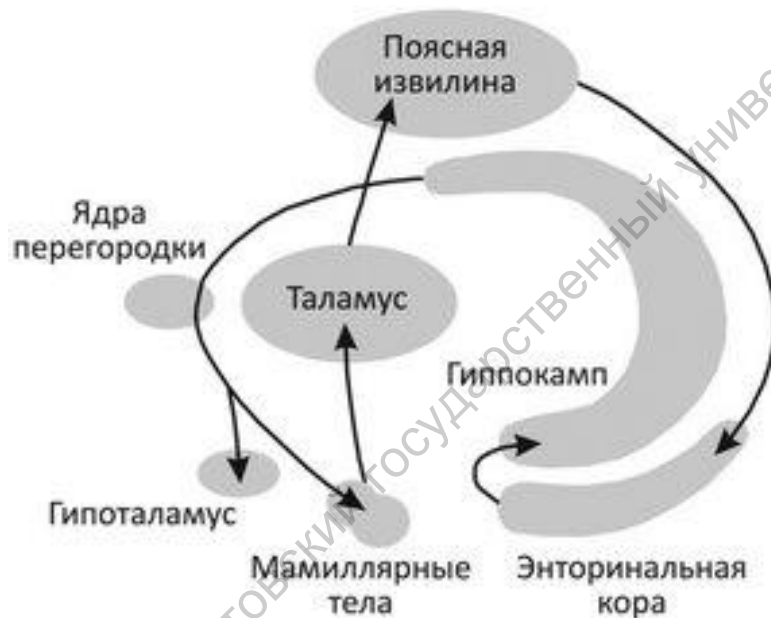 Поясная
извилина
Ядра
перегородки
Таламус
Гиппокамп
Гипоталамус
Мамиллярные
тела
Энторинальная
кора